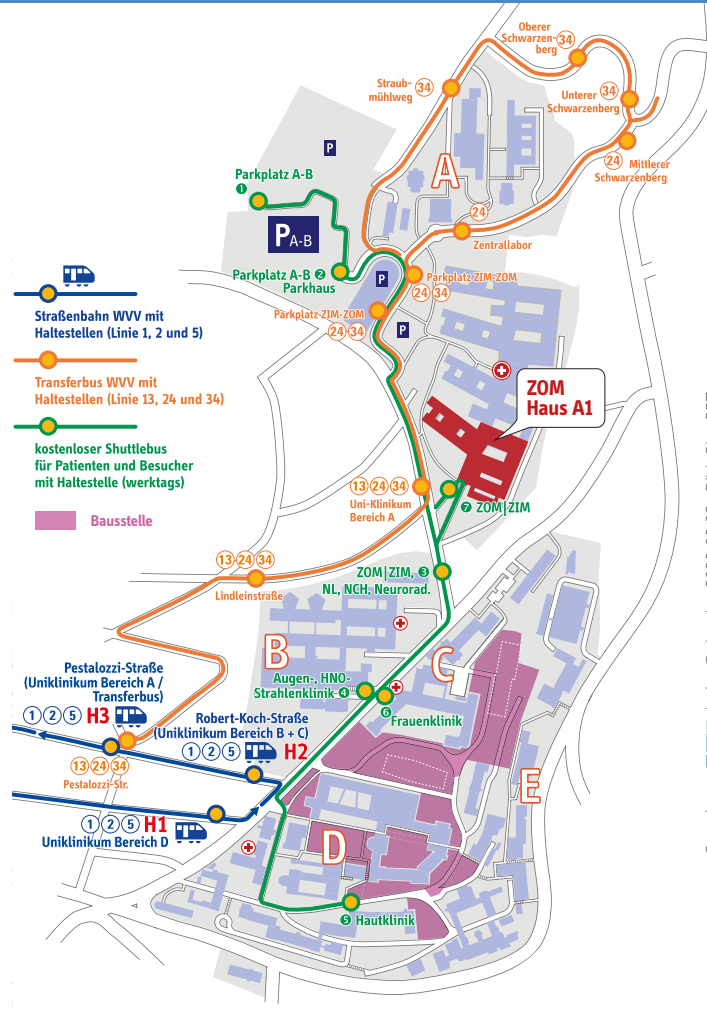 Oberer
Schwarzen-
berg
34
Straub-
mühlweg
34
Unterer
Schwarzenberg
34
24
Mittlerer
Schwarzenberg
A
P
Parkplatz A-B
1
24
Zentrallabor
P A-B
Parkplatz A-B 2
Parkhaus
P
Parkplatz ZIM-ZOM
24 34
Parkplatz ZIM-ZOM
24 34
P
Straßenbahn WVV mit
Haltestellen (Linie 1, 2 und 5)
Transferbus WVV mit
Haltestellen (Linie 13, 24 und 34)
kostenloser Shuttlebus
für Patienten und Besucher
mit Haltestelle (werktags)
Bausstelle
ZOM
Haus A1
13 24 34
Uni-Klinikum
Bereich A
7 ZOM|ZIM
13 24 34
Lindleinstraße
ZOM|ZIM, 3
NL, NCH, Neurorad.
B
C
Augen-, HNO-
Strahlenklinik 4
6
Frauenklinik
Pestalozzi-Straße
(Uniklinikum Bereich A /
Transferbus)
1 2 5 H3
13 24 34
Pestalozzi-Str.
Robert-Koch-Straße
(Uniklinikum Bereich B + C)
1 2 5 H2
1 2 5 H1
Uniklinikum Bereich D
E
D
5 Hautklinik